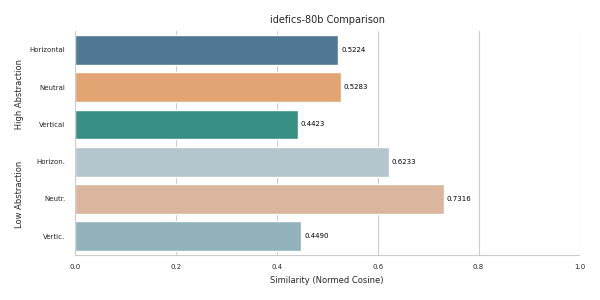 idefics-80b Comparison
High Abstraction
Horizontal
0.5224
Neutral
0.5283
Vertical
0.4423
Low Abstraction
Horizon.
0.6233
Neutr.
0.7316
Vertic.
0.4490
0.0 0.2 0.4 0.6 0.8 1.0
Similarity (Normed Cosine)